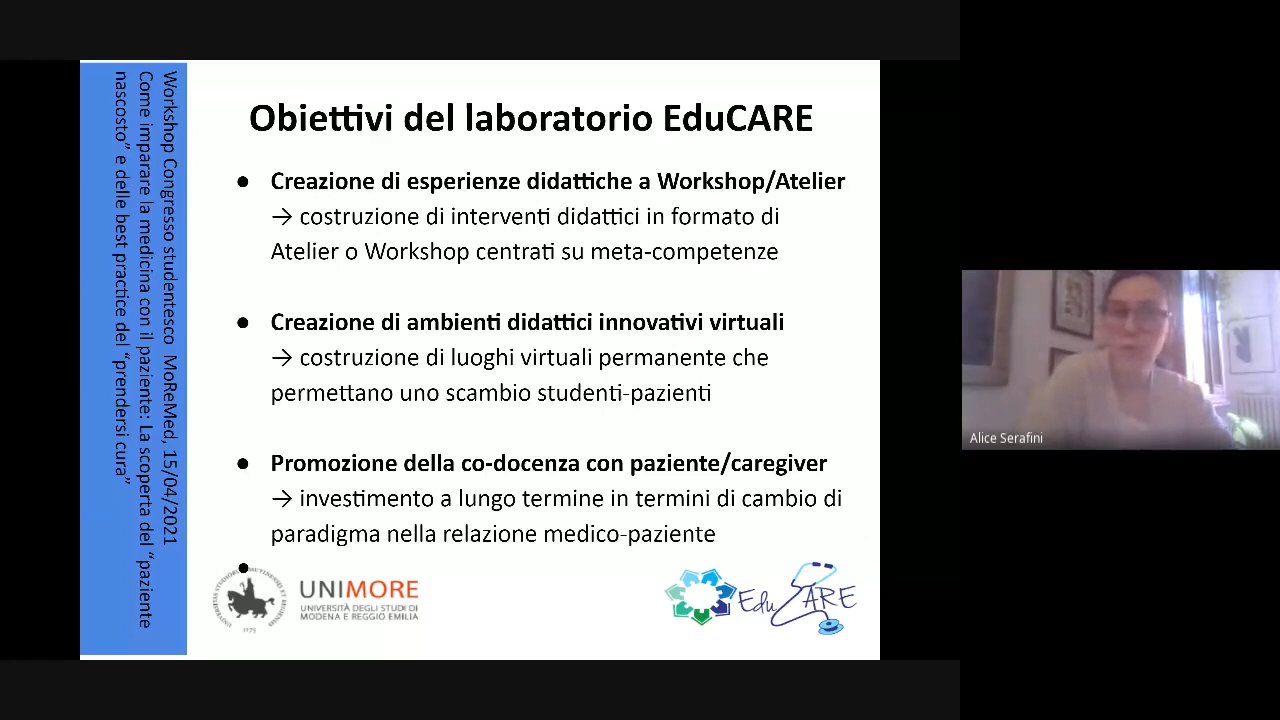 Workshop Congresso studentesco MoReMed, 15/04/2021
Come imparare la medicina con il paziente: La scoperta del “paziente
nascosto” e delle best practice del “prendersi cura”
Obiettivi del laboratorio EduCARE
● Creazione di esperienze didattiche a Workshop/Atelier
→ costruzione di interventi didattici in formato di
Atelier o Workshop centrati su meta-competenze
● Creazione di ambienti didattici innovativi virtuali
→ costruzione di luoghi virtuali permanente che
permettano uno scambio studenti-pazienti
● Promozione della co-docenza con paziente/caregiver
→ investimento a lungo termine in termini di cambio di
paradigma nella relazione medico-paziente
●
UNIMORE
UNIVERSITÀ DEGLI STUDI DI
MODENA E REGGIO EMILIA
1175
EduCARE
Alice Serafini